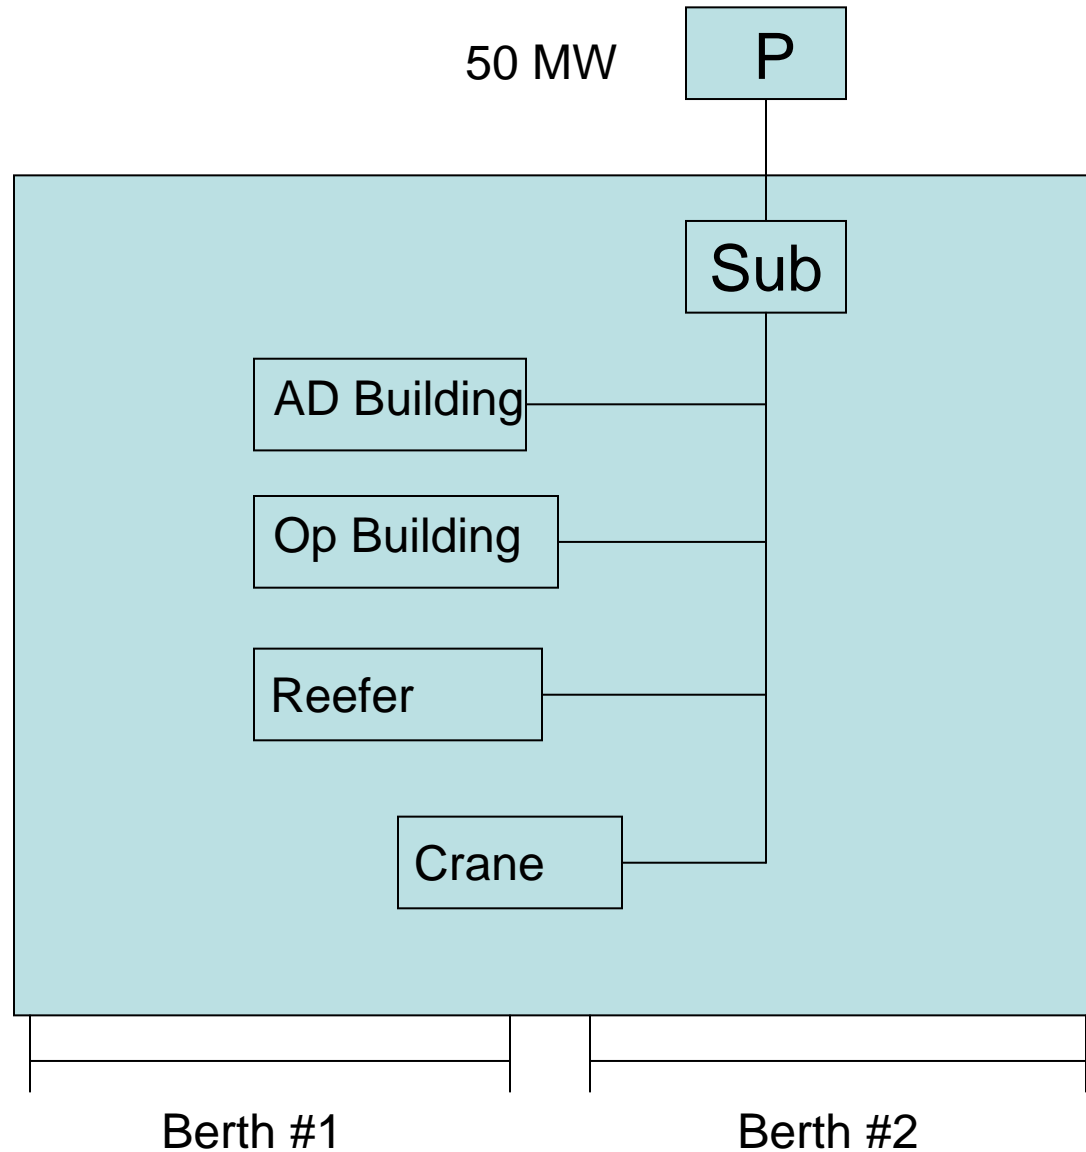 50 MW
P
Sub
AD Building
Op Building
Reefer
Crane
Berth #1
Berth #2